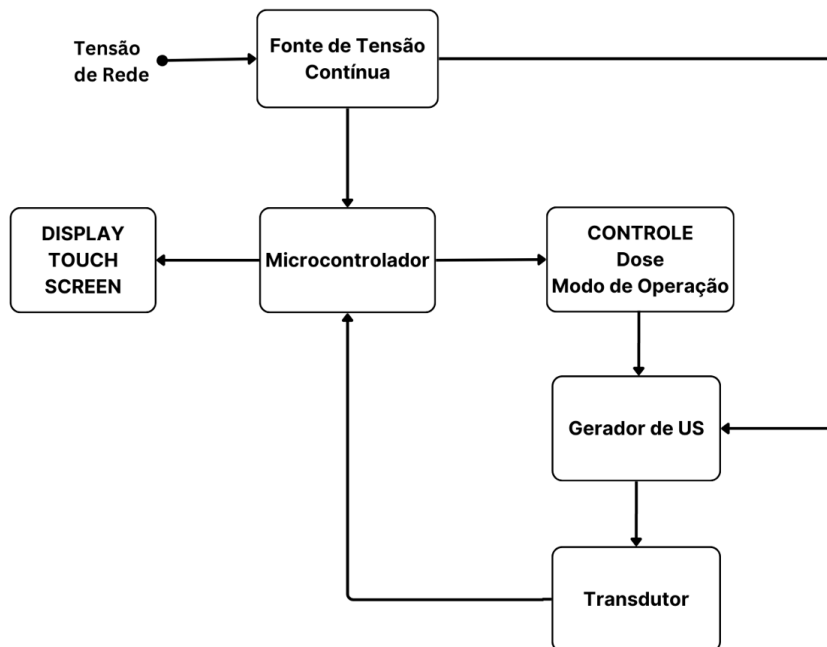 Tensão
de Rede
Fonte de Tensão
Contínua
DISPLAY
TOUCH
SCREEN
Microcontrolador
CONTROLE
Dose
Modo de Operação
Gerador de US
Transdutor